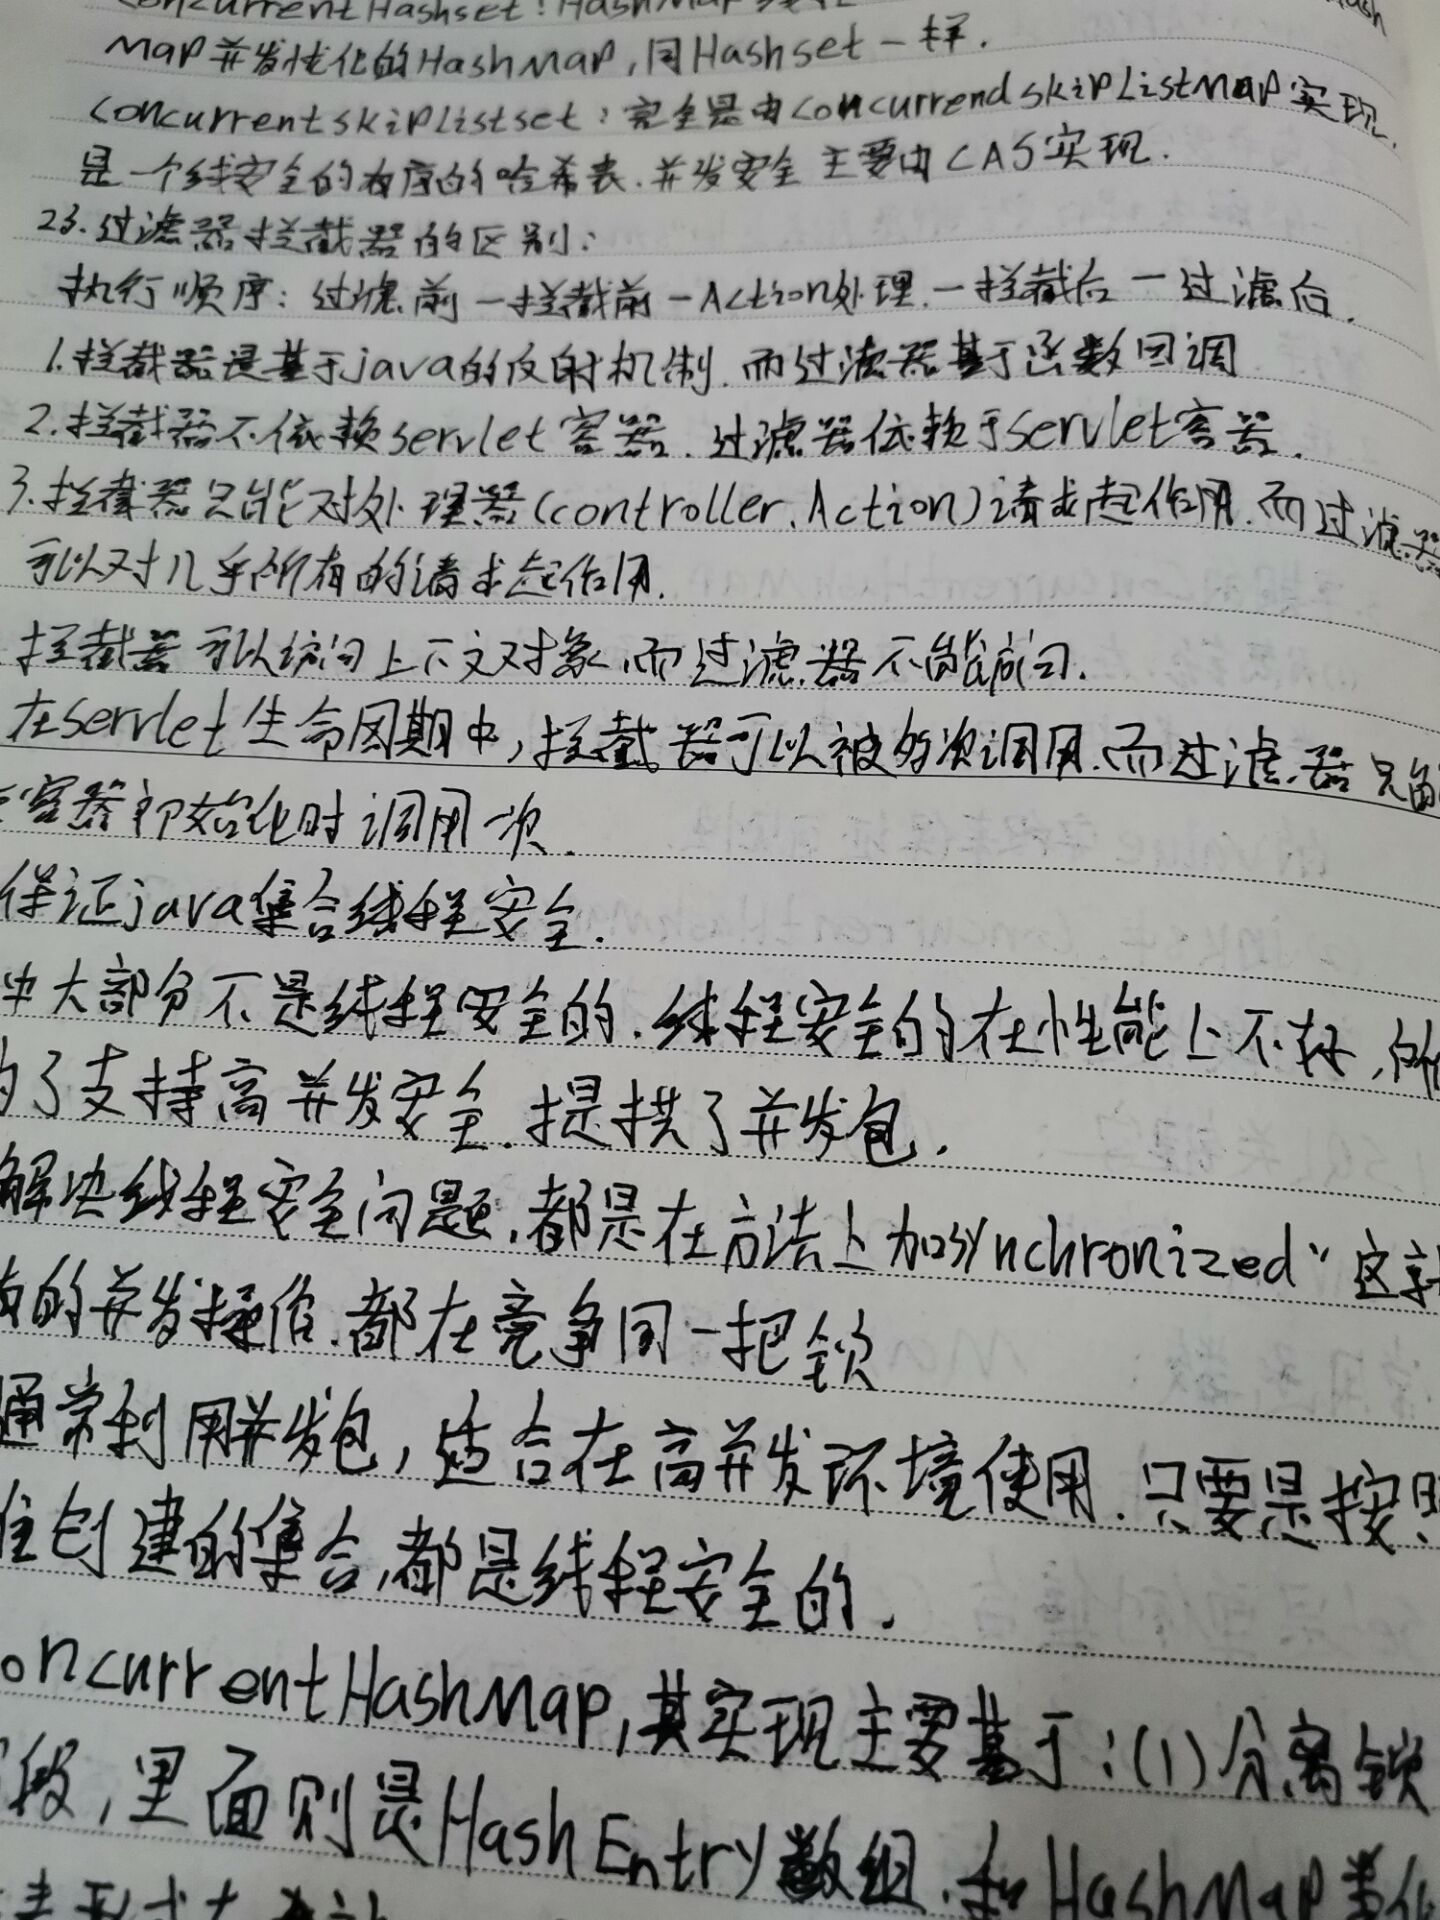 oncurrentHashset:HashMap
Map并发优化的HashMap,同Hashset一样.
concurrentskipListset:完全是由concurrendskipListMap实现.
是一个线安全的有序的哈希表.并发安全主要由CAS实现.
23.过滤器拦截器的区别:
执行顺序:过滤前—拦截前—Action处理.—拦截后—过滤后.
1.拦截器是基于java的反射机制.而过滤器基于函数回调
2.拦截器不依赖servlet容器.过滤器依赖于servlet容器.
3.拦截器只能对处理器(controller.Action)请求起作用.而过滤器
可以对几乎所有的请求起作用.
拦截器可以访问上下文对象,而过滤器不能访问.
在servlet生命周期中,拦截器可以被多次调用.而过滤器只能
容器初始化时调用一次.
保证java集合线程安全.
中大部分不是线程安全的.线程安全的在性能上不好,所
了支持高并发安全.提拱了并发包.
解决线程安全问题,都是在方法上加synchronized"这就
的并发操作.都在竞争同一把锁
通常利用并发包,适合在高并发环境使用.只要是按照
创建的集合,都是线程安全的.
oncurrentHashMap,其实现主要基于:(1)分离锁
段,里面则是HashEntry数组.和HashMap类似